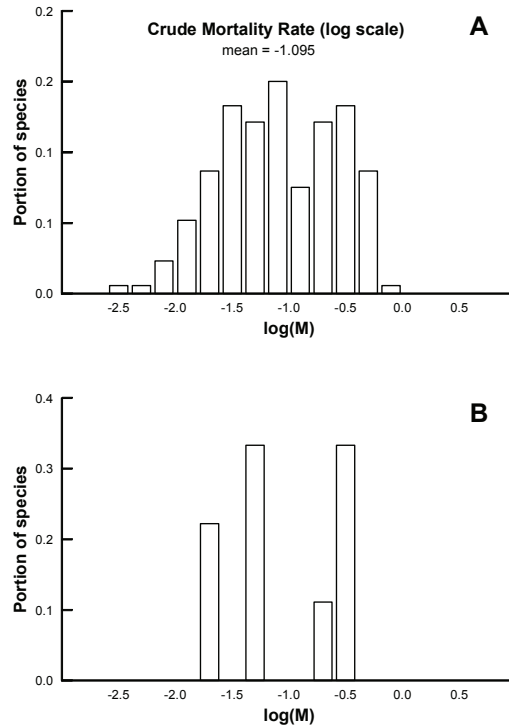 Crude Mortality Rate (log scale)
mean = -1.095
A
Portion of species
0.2
0.2
0.1
0.1
0.0
-2.5 -2.0 -1.5 -1.0 -0.5 0.0 0.5
log(M)
B
Portion of species
0.4
0.3
0.2
0.1
0.0
-2.5 -2.0 -1.5 -1.0 -0.5 0.0 0.5
log(M)